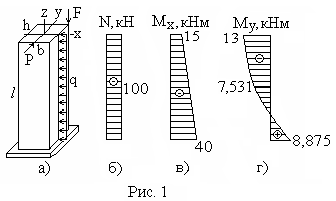 z y F
h -x
b
P
q
l
N, кН
100
Mx, кНм
15
40
My, кНм
13
7,531
8,875
а) б) в) г)
Рис. 1